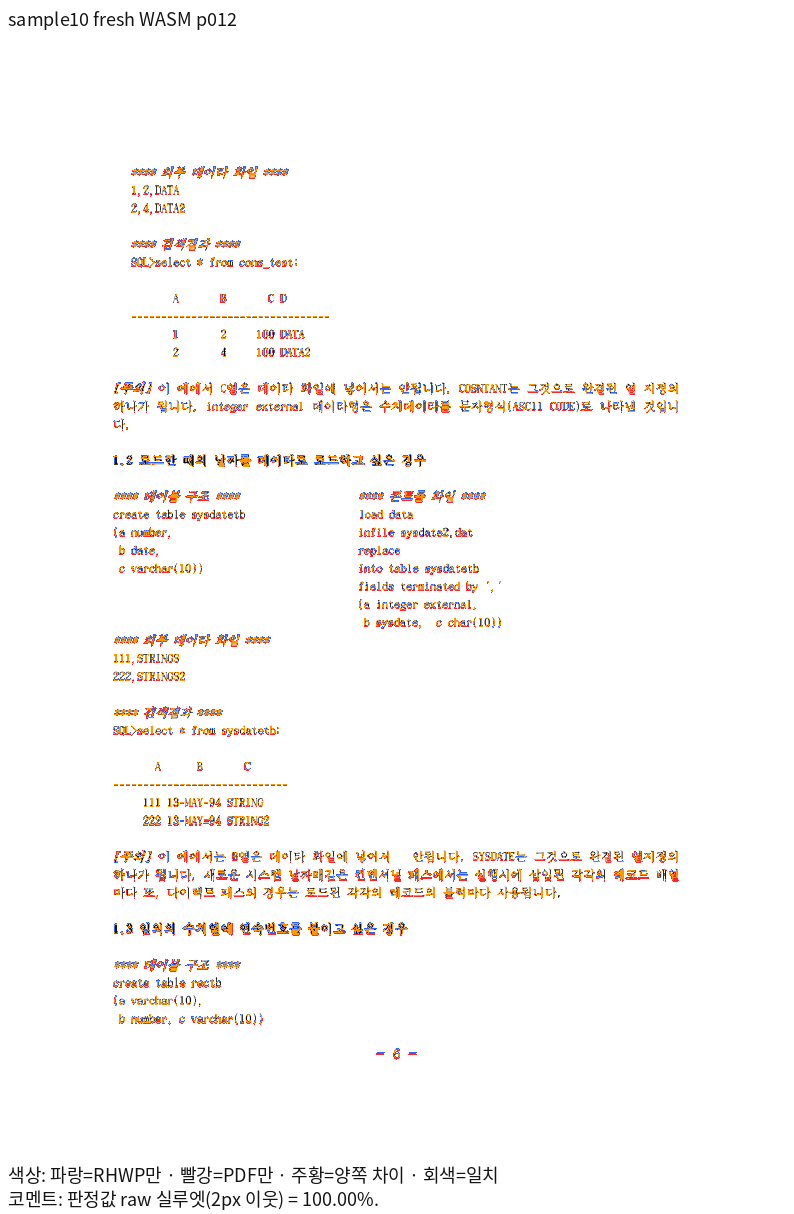 sample10 fresh WASM p012
#### 외부 데이타 화일 ####
1,2,DATA
2,4,DATA2
#### 검색결과 ####
SQL>select * from cons_test;
A B C D
---------------------------------
1 2 100 DATA
2 4 100 DATA2
[주의] 이 예에서 C열은 데이타 화일에 넣어서는 안됩니다. COSNTANT는 그것으로 완결된 열 지정의
하나가 됩니다. integer external 데이타형은 수치데이타를 문자형식(ASCII CODE)로 나타낸 것입니
다.
1.2 로드한 때의 날짜를 데이타로 로드하고 싶은 경우
#### 테이블 구조 ####
create table sysdatetb
(a number,
b date,
c varchar(10))
#### 콘트롤 화일 ####
load data
infile sysdate2.dat
replace
into table sysdatetb
fields terminated by ','
(a integer external,
b sysdate, c char(10))
#### 외부 데이타 화일 ####
111,STRINGS
222,STRINGS2
#### 검색결과 ####
SQL>select * from sysdatetb;
A B C
-----------------------------
111 13-MAY-94 STRING
222 13-MAY-94 STRING2
[주의] 이 예에서는 B열은 데이타 화일에 넣어서 안됩니다. SYSDATE는 그것으로 완결된 열지정의
하나가 됩니다. 새로운 시스템 날짜매김은 컨벤셔널 패스에서는 실행시에 삽입된 각각의 레코드 배열
마다 또, 다이렉트 패스의 경우는 로드된 각각의 레코드의 블럭마다 사용됩니다.
1.3 임의의 수치열에 연속번호를 붙이고 싶은 경우
#### 테이블 구조 ####
create table rectb
(a varchar(10),
b number, c varchar(10))
- 6 -
색상: 파랑=RHWP만 · 빨강=PDF만 · 주황=양쪽 차이 · 회색=일치
코멘트: 판정값 raw 실루엣(2px 이웃) = 100.00%.